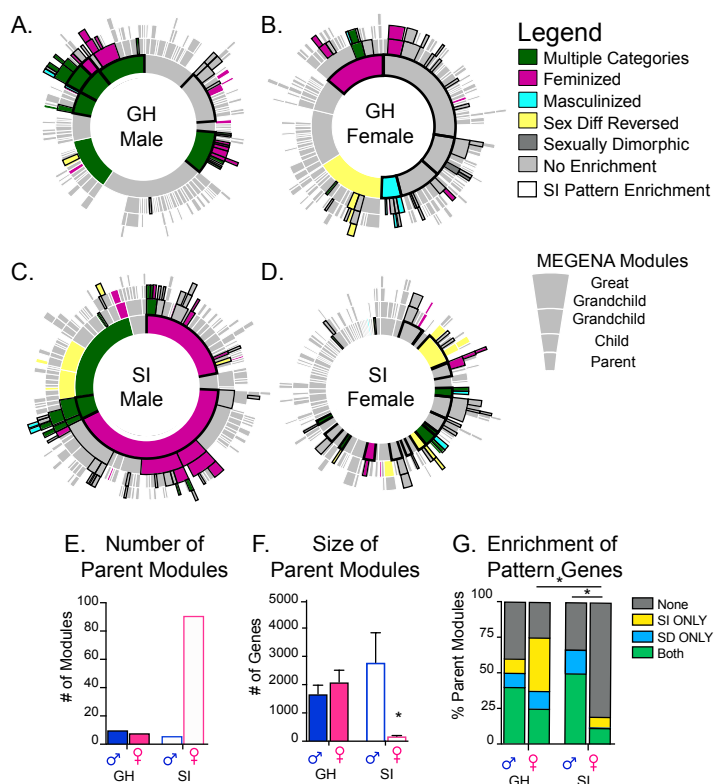 A.
GH
Male
B.
GH
Female
Legend
Multiple Categories
Feminized
Masculinized
Sex Diff Reversed
Sexually Dimorphic
No Enrichment
SI Pattern Enrichment
C.
SI
Male
D.
SI
Female
MEGENA Modules
Great
Grandchild
Grandchild
Child
Parent
E. Number of
Parent Modules
# of Modules
100
80
60
40
20
0
♂ ♀ ♂ ♀
GH SI
F. Size of
Parent Modules
# of Genes
6000
5000
4000
3000
2000
1000
0
*
♂ ♀ ♂ ♀
GH SI
G. Enrichment of
Pattern Genes
*
*
% Parent Modules
100
75
50
25
0
♂ ♀ ♂ ♀
GH SI
None
SI ONLY
SD ONLY
Both